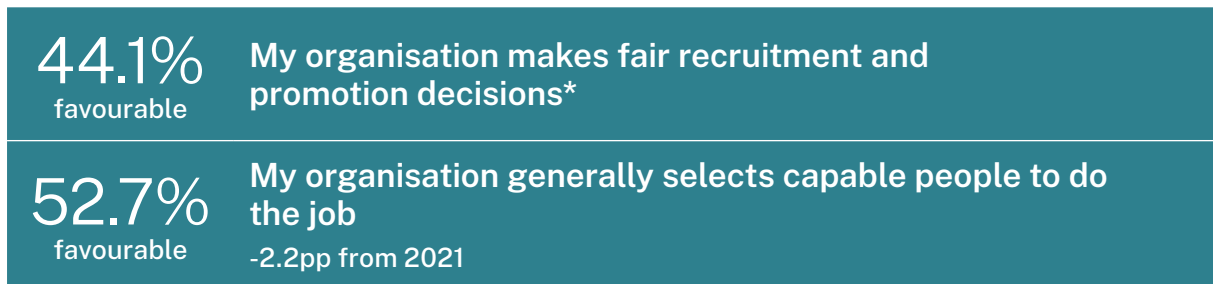 44.1%
favourable
My organisation makes fair recruitment and
promotion decisions*
52.7%
favourable
My organisation generally selects capable people to do
the job
-2.2pp from 2021